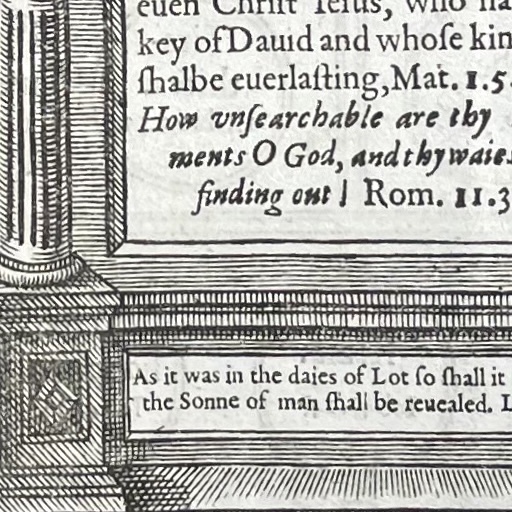 euen Chriſt Ieſus, who ha
key of Dauid and whoſe kin
ſhalbe euerlaſting, Mat. 1.5.
How vnſearchable are thy
ments O God, and thy waies
finding out! Rom. 11.3
As it was in the daies of Lot ſo ſhall it
the Sonne of man ſhall be reuealed. L